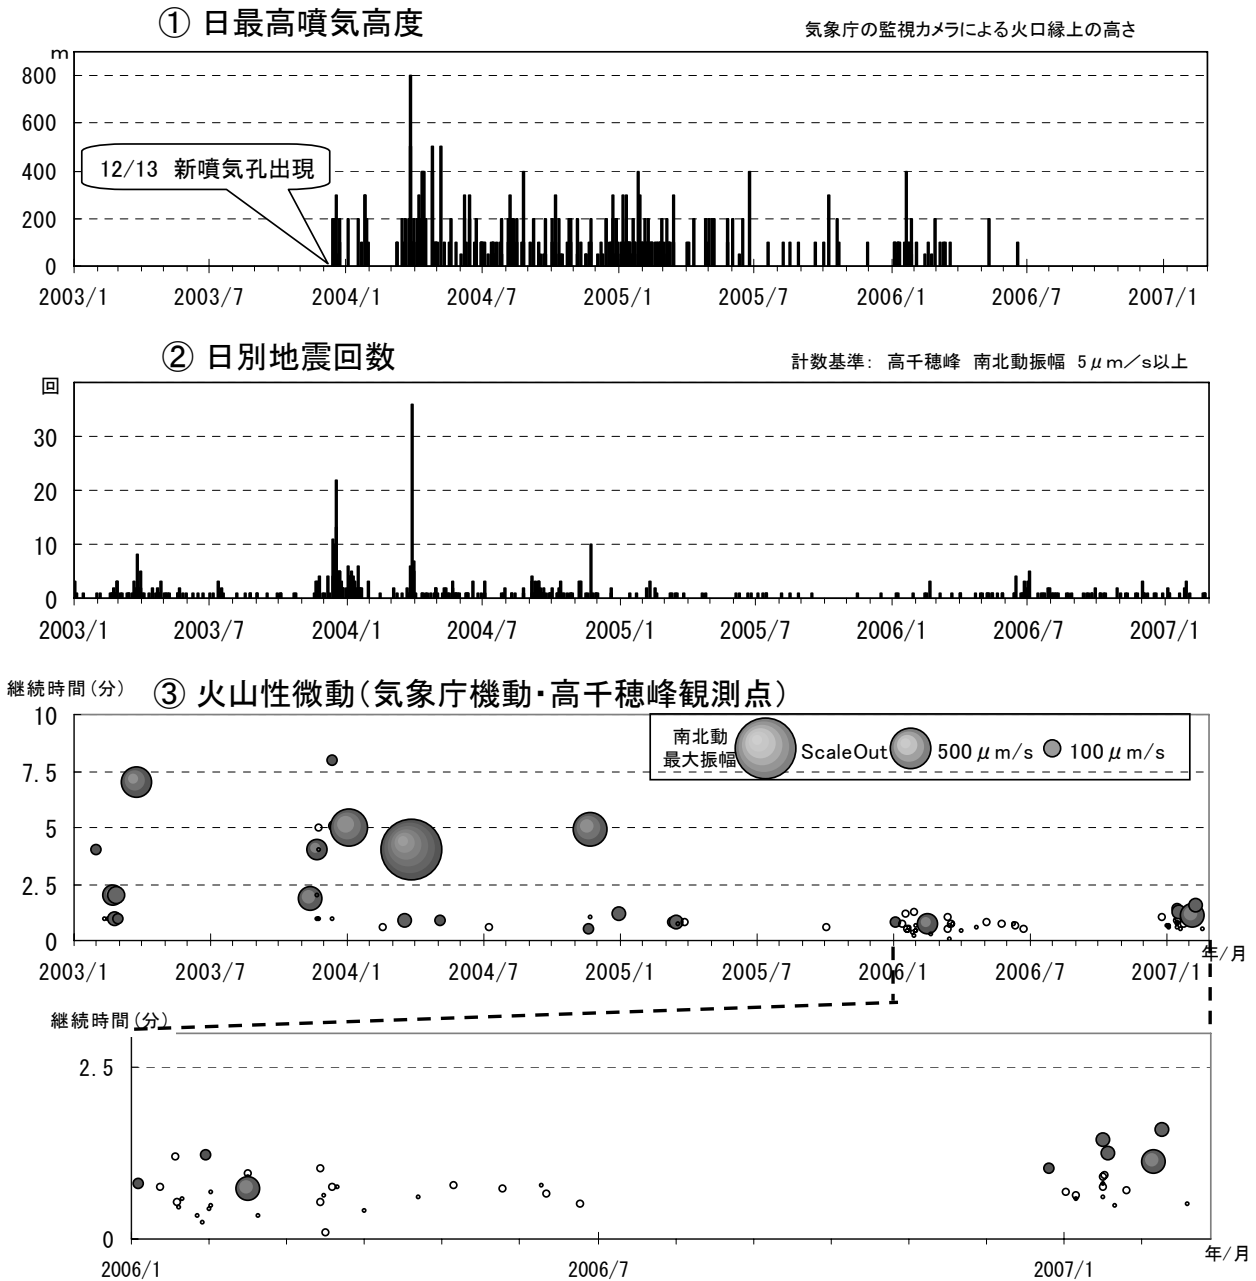 ① 日最高噴気高度
気象庁の監視カメラによる火口縁上の高さ
m
800
600
400
200
0
12/13 新噴気孔出現
2003/1 2003/7 2004/1 2004/7 2005/1 2005/7 2006/1 2006/7 2007/1
② 日別地震回数
計数基準: 高千穂峰 南北動振幅 5μm/s以上
回
30
20
10
0
2003/1 2003/7 2004/1 2004/7 2005/1 2005/7 2006/1 2006/7 2007/1
継続時間(分)
③ 火山性微動(気象庁機動・高千穂峰観測点)
10
7.5
5
2.5
0
南北動
最大振幅
ScaleOut
500μm/s
100μm/s
2003/1 2003/7 2004/1 2004/7 2005/1 2005/7 2006/1 2006/7 2007/1
年/月
継続時間(分)
2.5
0
2006/1 2006/7 2007/1
年/月